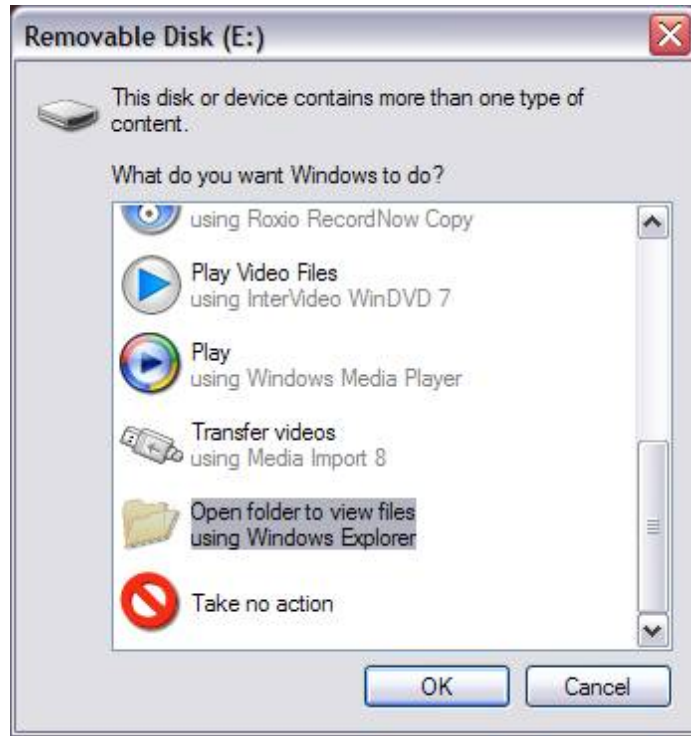 Removable Disk (E:)
This disk or device contains more than one type of
content.
What do you want Windows to do?
using Roxio RecordNow Copy
Play Video Files
using InterVideo WinDVD 7
Play
using Windows Media Player
Transfer videos
using Media Import 8
Open folder to view files
using Windows Explorer
Take no action
OK
Cancel